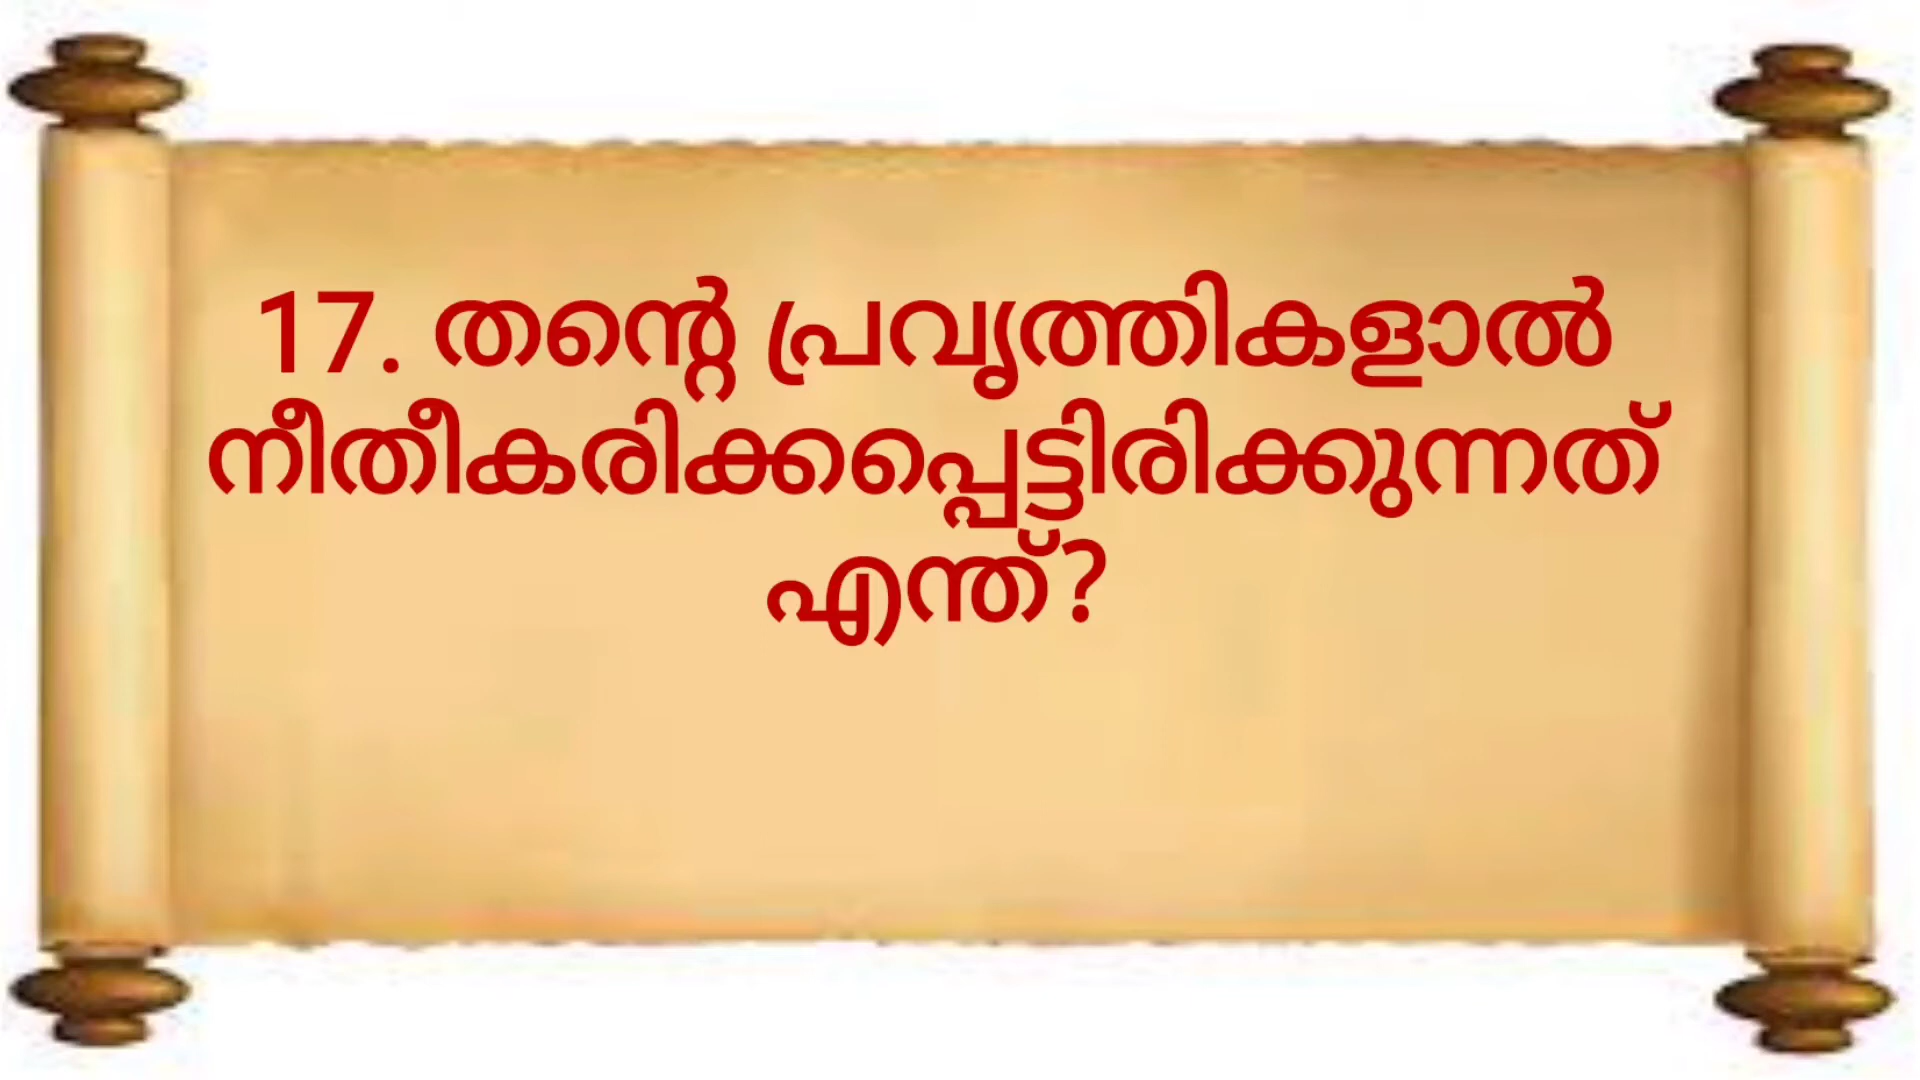 17. തന്റെ പ്രവൃത്തികളാൽ
നീതീകരിക്കപ്പെട്ടിരിക്കുന്നത്
എന്ത്?